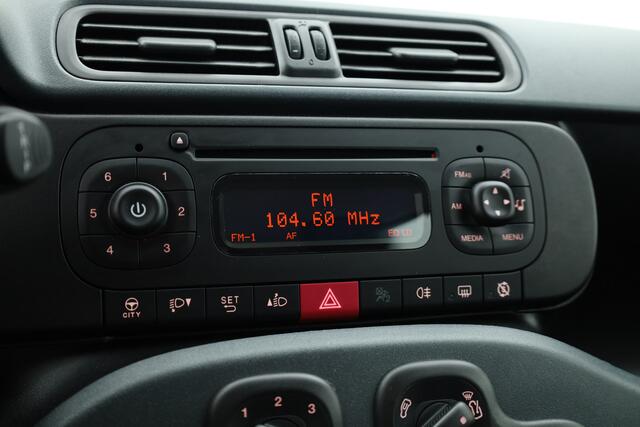 6 1
5 2
4 3
FM
104.60 MHz
FM-1 AF
FMAS
AM
MEDIA MENU
CITY
SET
1 2 3